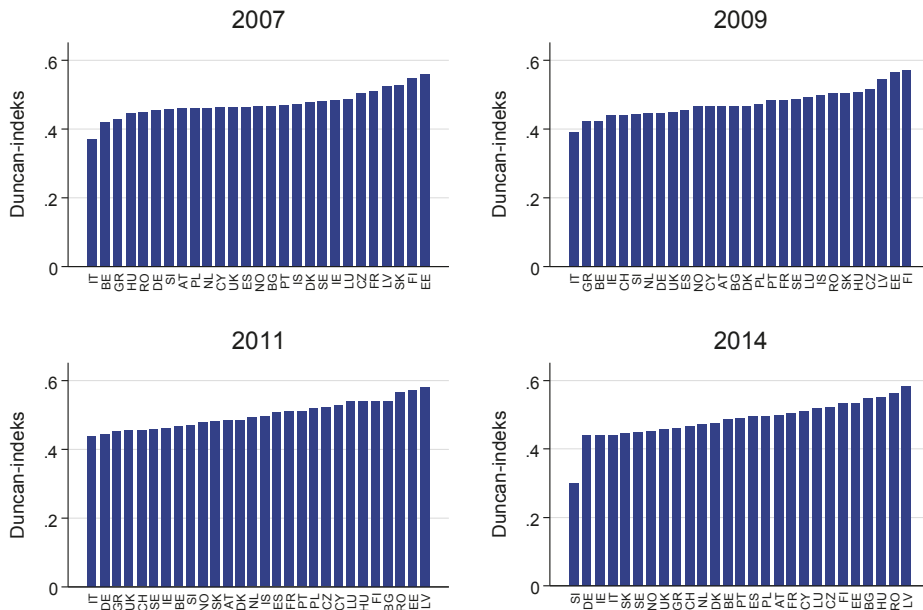 2007
Duncan-indeks
.6
.4
.2
0
IT BE GR HU RO DE SI AT PL NL CY UK ES NO BG PT IS DK SE IE LU CZ FR LV SK FI EE
2009
Duncan-indeks
.6
.4
.2
0
IT GR BE IE CH SI NL DE UK ES NO CY AT BG DK PL PT FR SE LU IS RO SK HU CZ LV EE FI
2011
Duncan-indeks
.6
.4
.2
0
IT DE GR UK CH SE IE BE SI NO SK AT DK NL IS ES FR PT PL CZ CY LU HU FI BG RO EE LV
2014
Duncan-indeks
.6
.4
.2
0
SI DE IE IT SK SE NO UK GR CH NL DK BE PT ES PL AT FR CY LU CZ FI EE BG HU RO LV